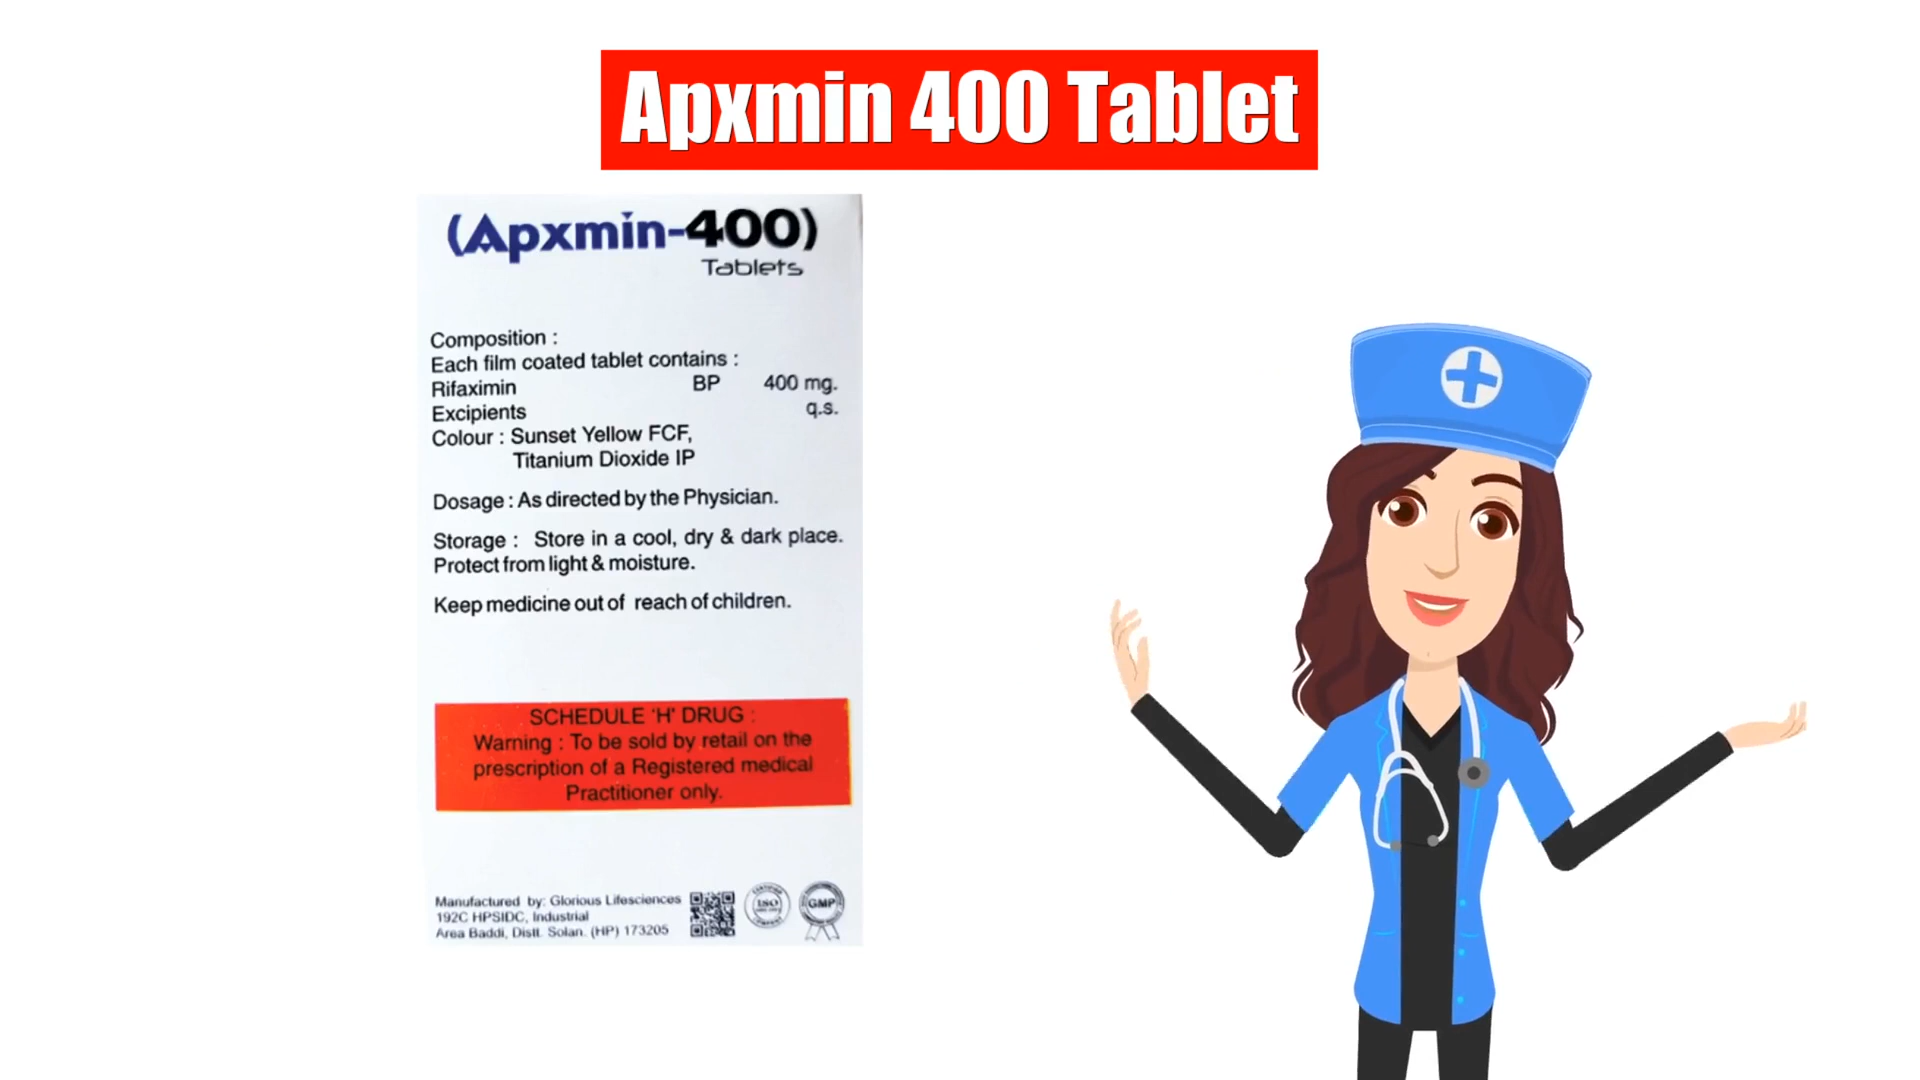 Apxmin 400 Tablet
(Apxmin-400)
Tablets
Composition :
Each film coated tablet contains :
Rifaximin BP 400 mg.
Excipients q.s.
Colour : Sunset Yellow FCF,
Titanium Dioxide IP
Dosage : As directed by the Physician.
Storage : Store in a cool, dry & dark place.
Protect from light & moisture.
Keep medicine out of reach of children.
SCHEDULE 'H' DRUG :
Warning : To be sold by retail on the
prescription of a Registered medical
Practitioner only.
Manufactured by: Glorious Lifesciences
192C HPSIDC, Industrial
Area Baddi, Distt. Solan. (HP) 173205
ISO
GMP